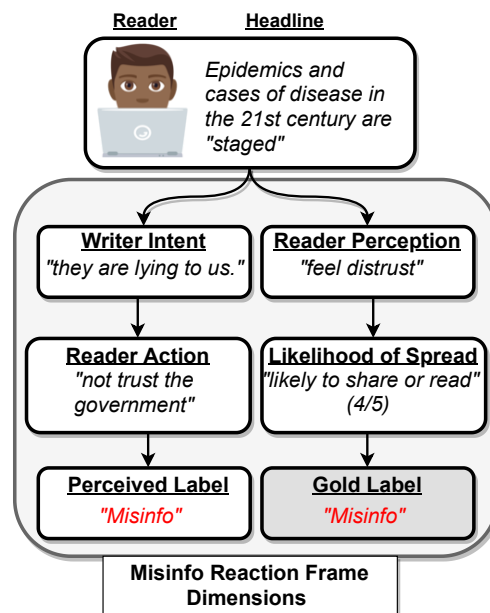 Reader Headline
Epidemics and
cases of disease in
the 21st century are
"staged"
Writer Intent
"they are lying to us."
Reader Perception
"feel distrust"
Reader Action
"not trust the
government"
Likelihood of Spread
"likely to share or read"
(4/5)
Perceived Label
"Misinfo"
Gold Label
"Misinfo"
Misinfo Reaction Frame
Dimensions